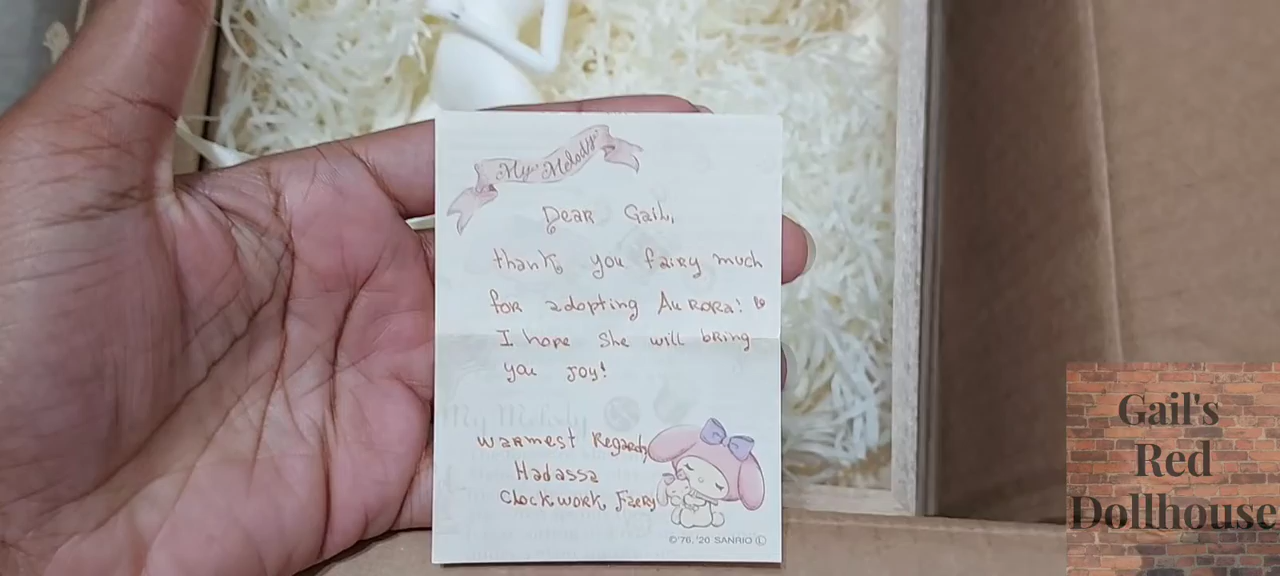 My Melody
Dear Gail,
thank you fairy much
for adopting Aurora!
I hope she will bring
you joy!
Warmest Regards,
Hadassa
Clockwork Fairy
©'76, '20 SANRIO Ⓛ
Gail's
Red
Dollhouse